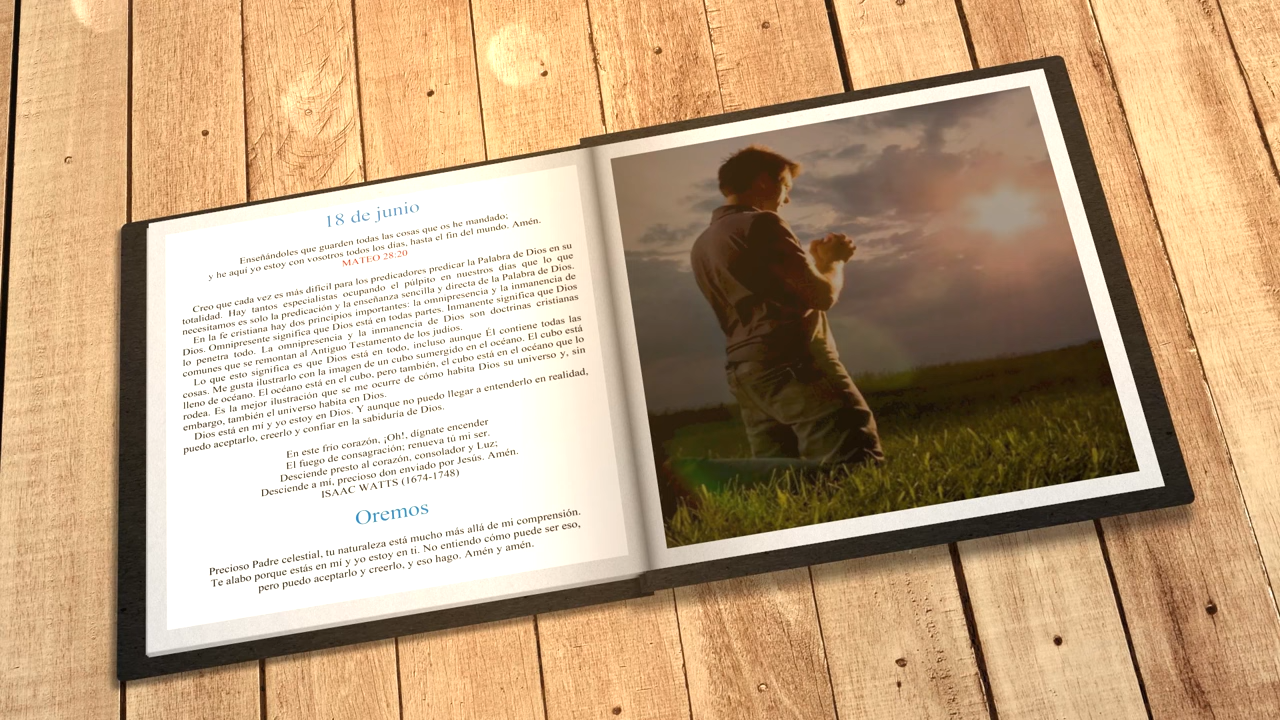 18 de junio
Enseñándoles que guarden todas las cosas que os he mandado;
y he aquí yo estoy con vosotros todos los días, hasta el fin del mundo. Amén.
MATEO 28:20
Creo que cada vez es más difícil para los predicadores predicar la Palabra de Dios en su
totalidad. Hay tantos especialistas ocupando el púlpito en nuestros días que lo que
necesitamos es solo la predicación y la enseñanza sencilla y directa de la Palabra de Dios.
En la fe cristiana hay dos principios importantes: la omnipresencia y la inmanencia de
Dios. Omnipresente significa que Dios está en todas partes. Inmanente significa que Dios
lo penetra todo. La omnipresencia y la inmanencia de Dios son doctrinas cristianas
comunes que se remontan al Antiguo Testamento de los judíos.
Lo que esto significa es que Dios está en todo, incluso aunque Él contiene todas las
cosas. Me gusta ilustrarlo con la imagen de un cubo sumergido en el océano. El cubo está
lleno de océano. El océano está en el cubo, pero también, el cubo está en el océano que lo
rodea. Es la mejor ilustración que se me ocurre de cómo habita Dios su universo y, sin
embargo, también el universo habita en Dios.
Dios está en mí y yo estoy en Dios. Y aunque no puedo llegar a entenderlo en realidad,
puedo aceptarlo, creerlo y confiar en la sabiduría de Dios.
En este frío corazón, ¡Oh!, dígnate encender
El fuego de consagración; renueva tú mi ser.
Desciende presto al corazón, consolador y Luz;
Desciende a mí, precioso don enviado por Jesús. Amén.
ISAAC WATTS (1674-1748)
Oremos
Precioso Padre celestial, tu naturaleza está mucho más allá de mi comprensión.
Te alabo porque estás en mí y yo estoy en ti. No entiendo cómo puede ser eso,
pero puedo aceptarlo y creerlo, y eso hago. Amén y amén.